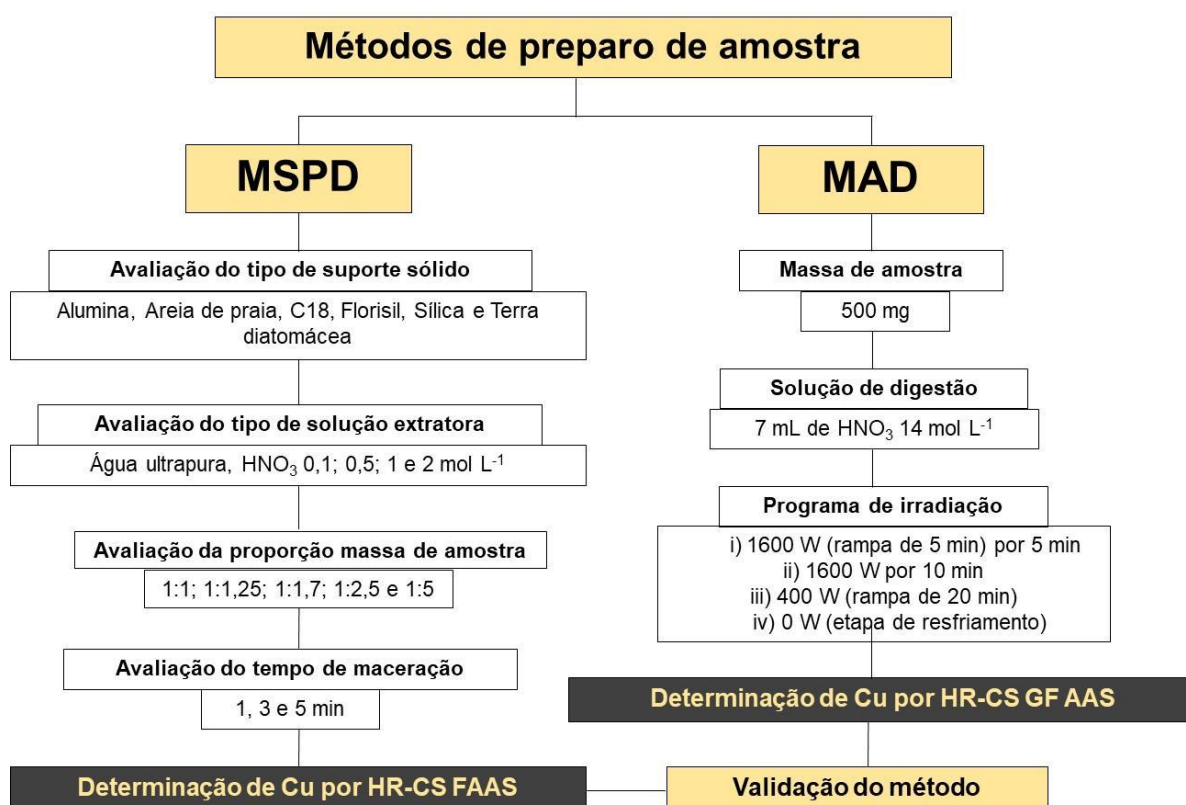 Métodos de preparo de amostra
MSPD
Avaliação do tipo de suporte sólido
Alumina, Areia de praia, C18, Florisil, Sílica e Terra
diatomácea
Avaliação do tipo de solução extratora
Água ultrapura, HNO₃ 0,1; 0,5; 1 e 2 mol L⁻¹
Avaliação da proporção massa de amostra
1:1; 1:1,25; 1:1,7; 1:2,5 e 1:5
Avaliação do tempo de maceração
1, 3 e 5 min
Determinação de Cu por HR-CS FAAS
MAD
Massa de amostra
500 mg
Solução de digestão
7 mL de HNO₃ 14 mol L⁻¹
Programa de irradiação
i) 1600 W (rampa de 5 min) por 5 min
ii) 1600 W por 10 min
iii) 400 W (rampa de 20 min)
iv) 0 W (etapa de resfriamento)
Determinação de Cu por HR-CS GF AAS
Validação do método